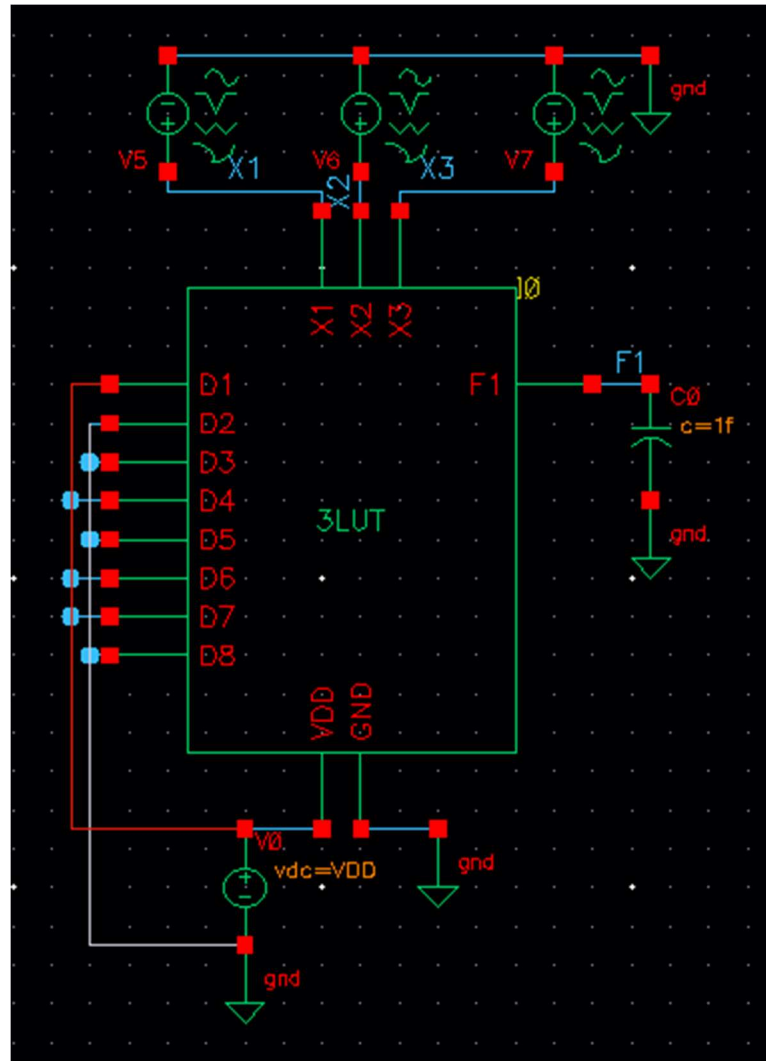 gnd
V5
X1
V6
X2
X3
V7
I0
X1
X2
X3
D1
F1
F1
C0
c=1f
D2
D3
D4
D5
3LUT
gnd
D6
D7
D8
VDD
GND
V0
vdc=VDD
gnd
gnd